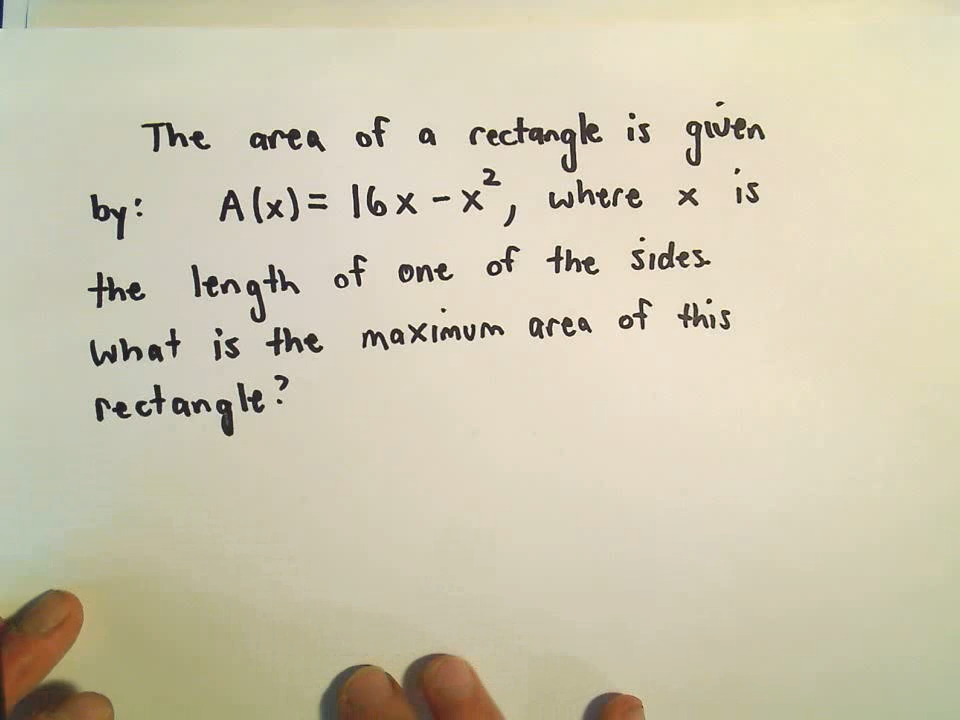 The area of a rectangle is given
by: A(x) = 16x - x², where x is
the length of one of the sides.
What is the maximum area of this
rectangle?